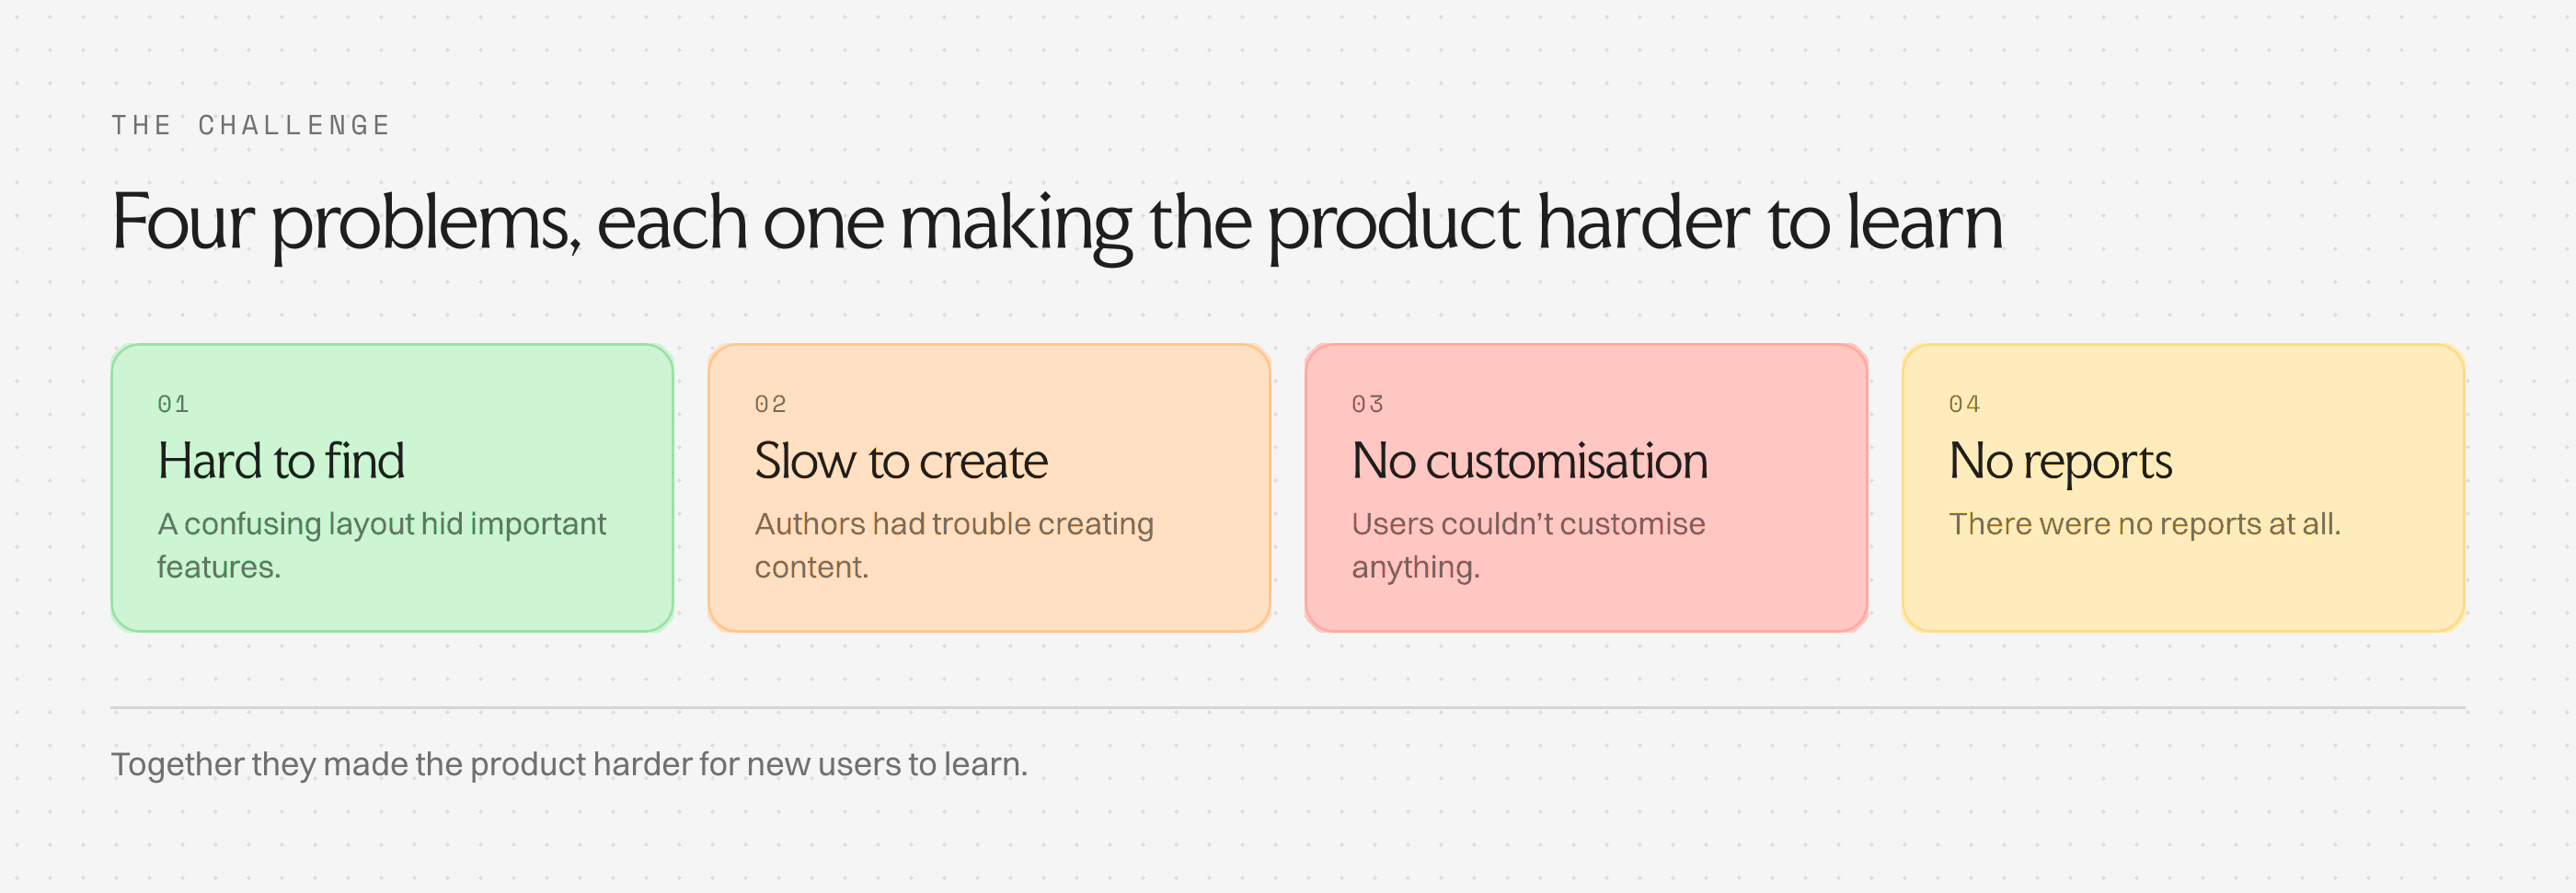 THE CHALLENGE
Four problems, each one making the product harder to learn
01
Hard to find
A confusing layout hid important
features.
02
Slow to create
Authors had trouble creating
content.
03
No customisation
Users couldn’t customise
anything.
04
No reports
There were no reports at all.
Together they made the product harder for new users to learn.